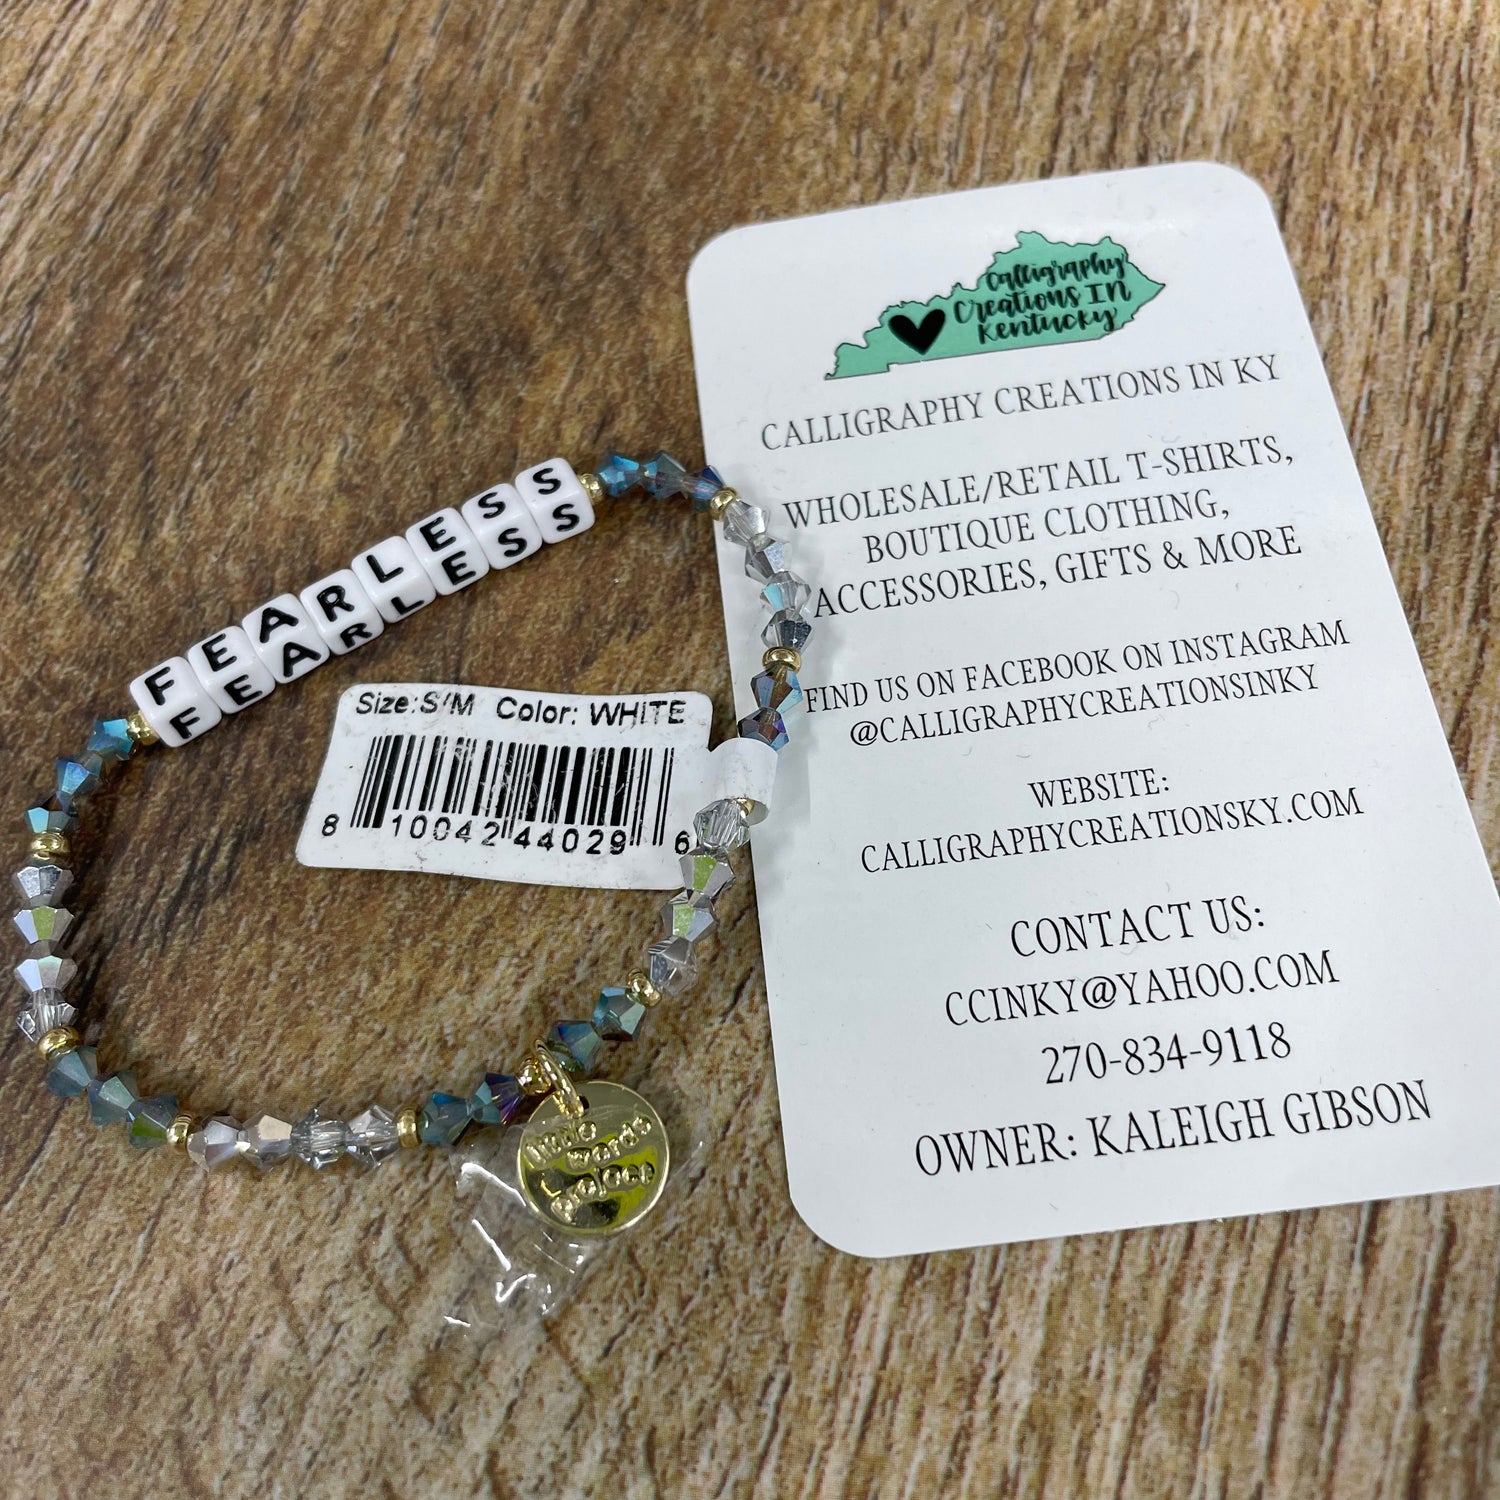 FEARLESS
FEARLESS
Size:S/M Color: WHITE
8 10042 44029 6
little
words
project
Calligraphy
Creations IN
Kentucky
CALLIGRAPHY CREATIONS IN KY
WHOLESALE/RETAIL T-SHIRTS,
BOUTIQUE CLOTHING,
ACCESSORIES, GIFTS & MORE
FIND US ON FACEBOOK ON INSTAGRAM
@CALLIGRAPHYCREATIONSINKY
WEBSITE:
CALLIGRAPHYCREATIONSKY.COM
CONTACT US:
CCINKY@YAHOO.COM
270-834-9118
OWNER: KALEIGH GIBSON